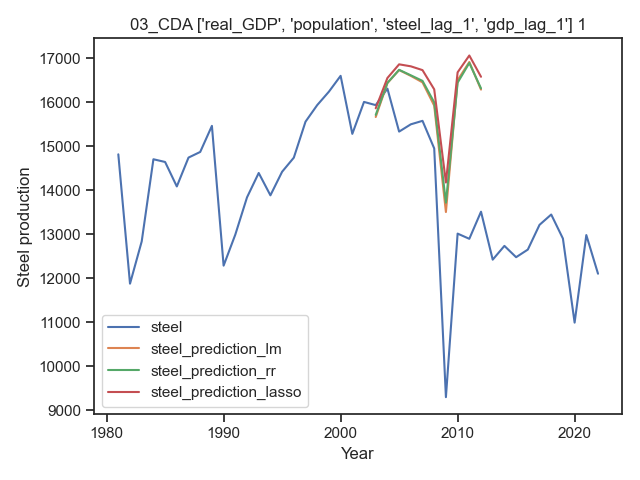 03_CDA ['real_GDP', 'population', 'steel_lag_1', 'gdp_lag_1'] 1
17000
16000
15000
14000
13000
12000
11000
10000
9000
Steel production
steel
steel_prediction_lm
steel_prediction_rr
steel_prediction_lasso
1980
1990
2000
2010
2020
Year